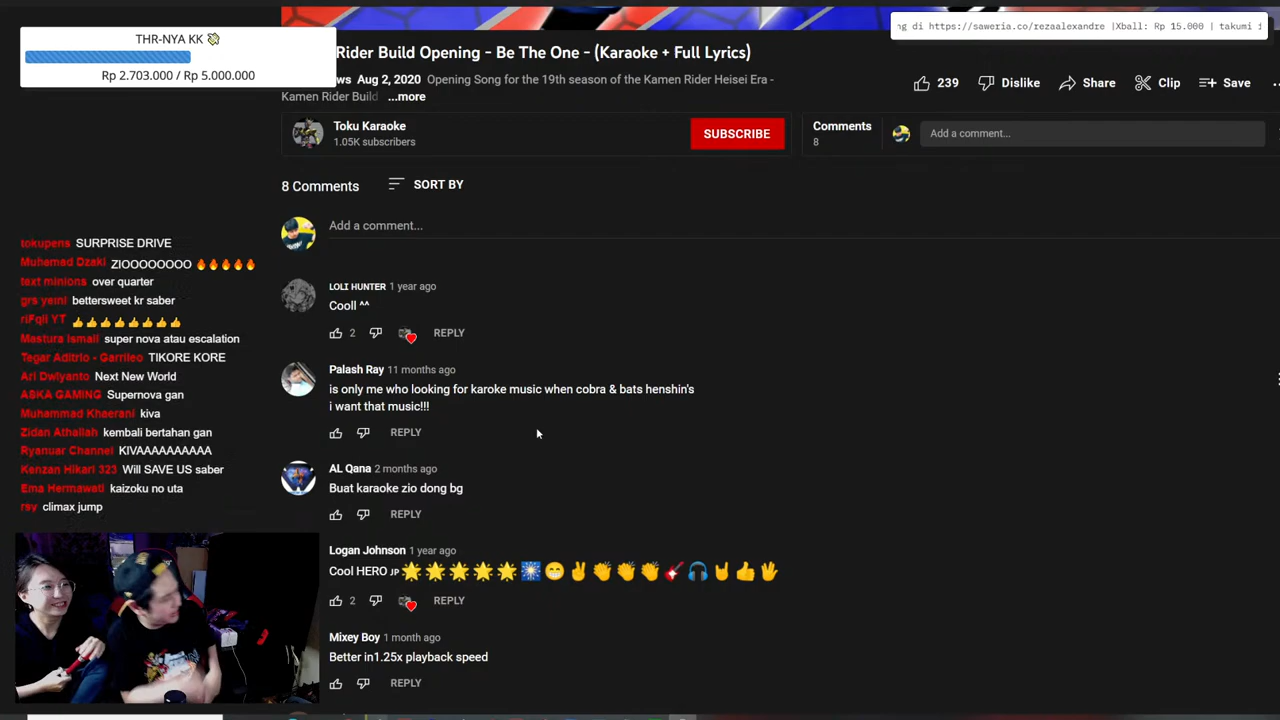 THR-NYA KK 💸
Rp 2.703.000 / Rp 5.000.000
ng di https://saweria.co/rezaalexandre |Xball: Rp 15.000 | takumi
Rider Build Opening - Be The One - (Karaoke + Full Lyrics)
ws Aug 2, 2020 Opening Song for the 19th season of the Kamen Rider Heisei Era -
Kamen Rider Build ...more
239 Dislike Share Clip Save ...
Toku Karaoke
1.05K subscribers
SUBSCRIBE
Comments
8
Add a comment...
8 Comments SORT BY
Add a comment...
LOLI HUNTER 1 year ago
Cooll ^^
2 REPLY
Palash Ray 11 months ago
is only me who looking for karoke music when cobra & bats henshin's
i want that music!!!
REPLY
AL Qana 2 months ago
Buat karaoke zio dong bg
REPLY
Logan Johnson 1 year ago
Cool HERO JP🌟🌟🌟🌟🌟🎇😁✌👏👏👏🎸🎧🤘👍🖖
2 REPLY
Mixey Boy 1 month ago
Better in1.25x playback speed
REPLY
tokupens SURPRISE DRIVE
Muhemad Dzaki ZIOOOOOOOO 🔥🔥🔥🔥🔥
text minions over quarter
grs yeini bettersweet kr saber
riFqii YT 👍👍👍👍👍👍👍👍
Mastura Ismail super nova atau escalation
Tegar Aditrio - Garrileo TIKORE KORE
Ari Dwiyanto Next New World
ASKA GAMING Supernova gan
Muhammad Khaerani kiva
Zidan Athallah kembali bertahan gan
Ryanuar Channel KIVAAAAAAAAA
Kenzan Hikari 323 Will SAVE US saber
Ema Hermawati kaizoku no uta
rsy climax jump